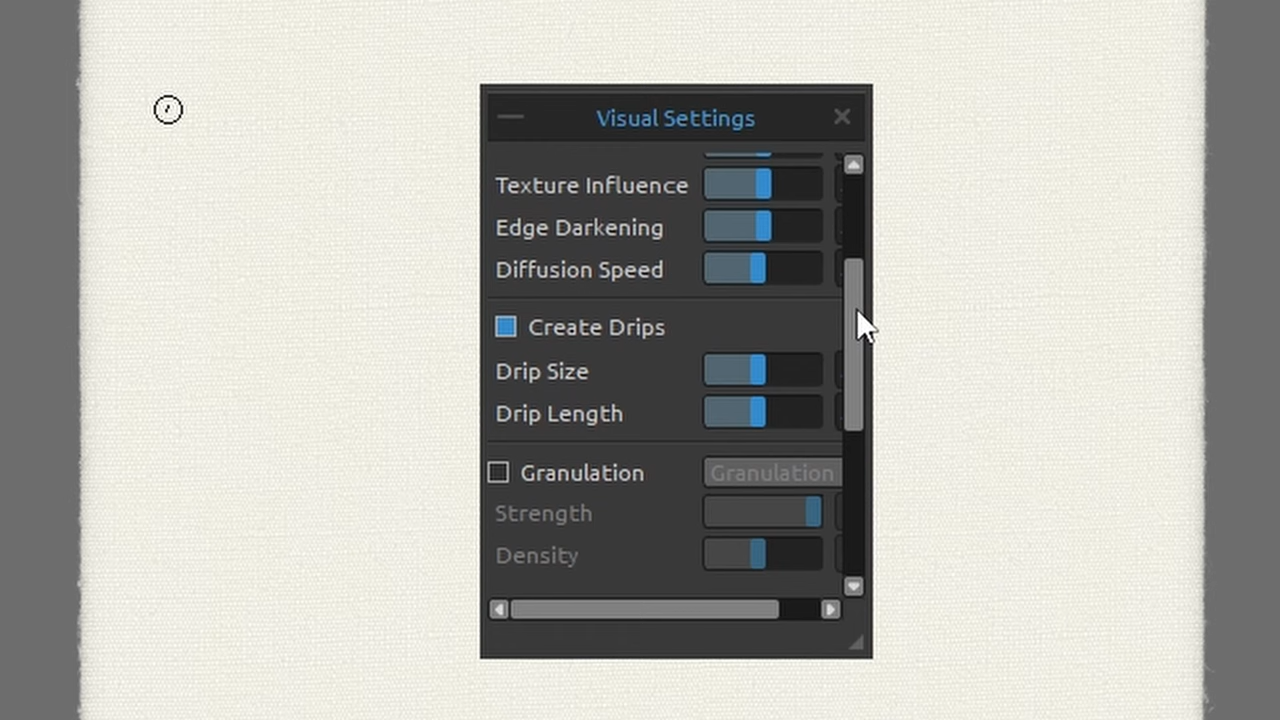 Visual Settings
Texture Influence
Edge Darkening
Diffusion Speed
Create Drips
Drip Size
Drip Length
Granulation Granulation
Strength
Density